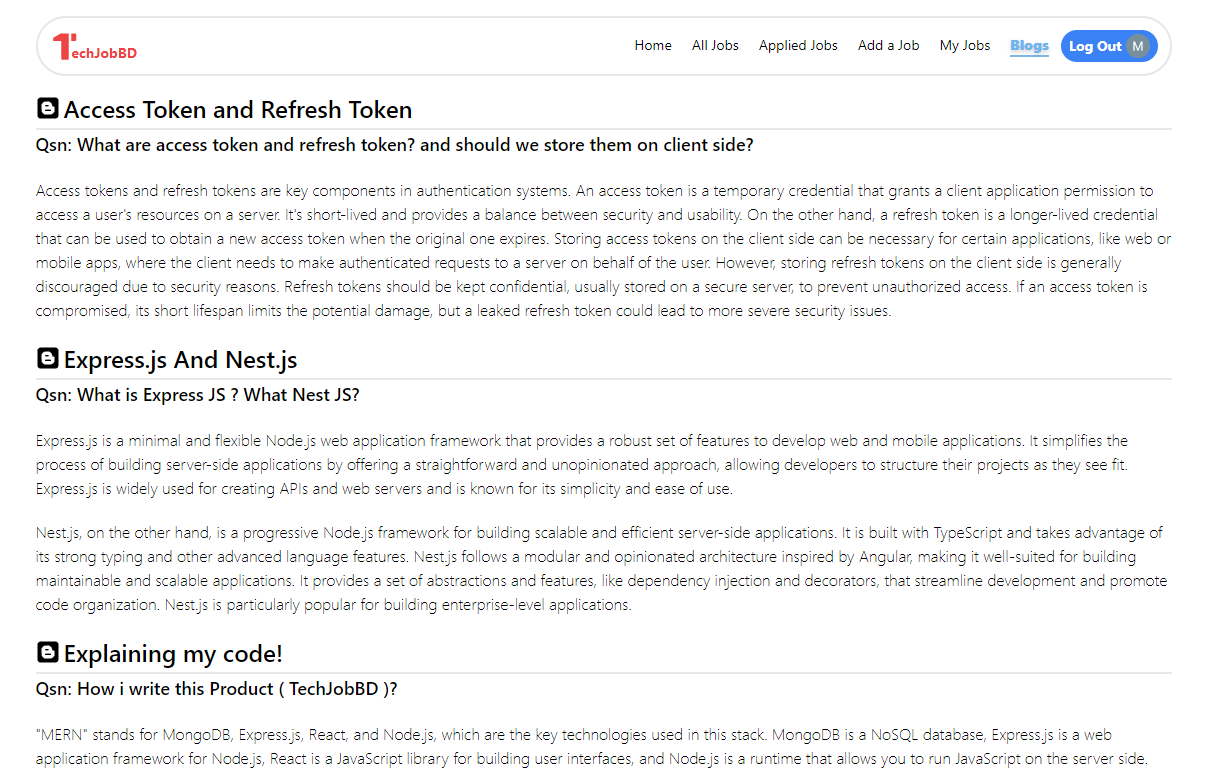 TechJobBD
Home All Jobs Applied Jobs Add a Job My Jobs Blogs Log Out M
Access Token and Refresh Token
Qsn: What are access token and refresh token? and should we store them on client side?
Access tokens and refresh tokens are key components in authentication systems. An access token is a temporary credential that grants a client application permission to
access a user's resources on a server. It's short-lived and provides a balance between security and usability. On the other hand, a refresh token is a longer-lived credential
that can be used to obtain a new access token when the original one expires. Storing access tokens on the client side can be necessary for certain applications, like web or
mobile apps, where the client needs to make authenticated requests to a server on behalf of the user. However, storing refresh tokens on the client side is generally
discouraged due to security reasons. Refresh tokens should be kept confidential, usually stored on a secure server, to prevent unauthorized access. If an access token is
compromised, its short lifespan limits the potential damage, but a leaked refresh token could lead to more severe security issues.
Express.js And Nest.js
Qsn: What is Express JS ? What Nest JS?
Express.js is a minimal and flexible Node.js web application framework that provides a robust set of features to develop web and mobile applications. It simplifies the
process of building server-side applications by offering a straightforward and unopinionated approach, allowing developers to structure their projects as they see fit.
Express.js is widely used for creating APIs and web servers and is known for its simplicity and ease of use.
Nest.js, on the other hand, is a progressive Node.js framework for building scalable and efficient server-side applications. It is built with TypeScript and takes advantage of
its strong typing and other advanced language features. Nest.js follows a modular and opinionated architecture inspired by Angular, making it well-suited for building
maintainable and scalable applications. It provides a set of abstractions and features, like dependency injection and decorators, that streamline development and promote
code organization. Nest.js is particularly popular for building enterprise-level applications.
Explaining my code!
Qsn: How i write this Product ( TechJobBD )?
"MERN" stands for MongoDB, Express.js, React, and Node.js, which are the key technologies used in this stack. MongoDB is a NoSQL database, Express.js is a web
application framework for Node.js, React is a JavaScript library for building user interfaces, and Node.js is a runtime that allows you to run JavaScript on the server side.